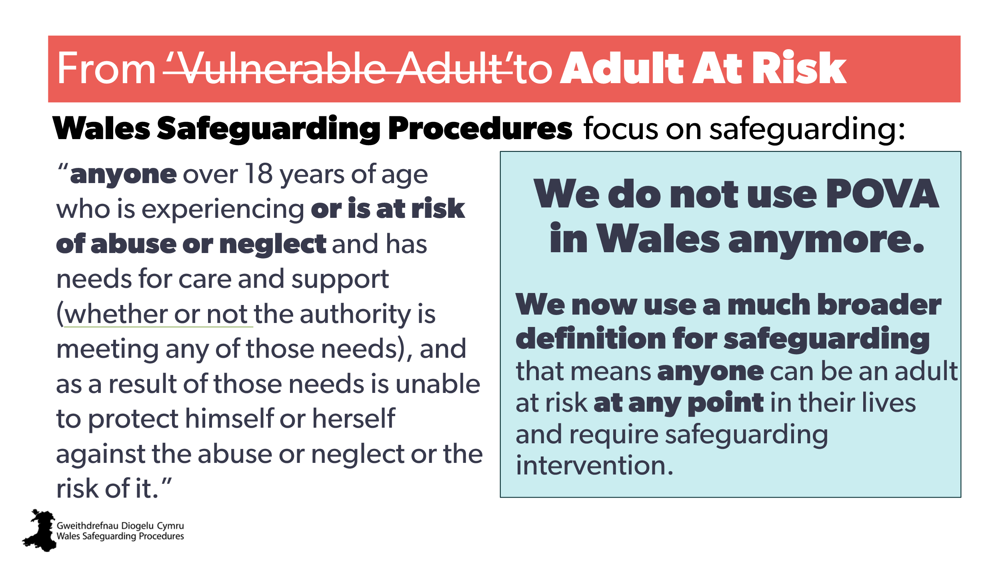 From ‘Vulnerable Adult’ to Adult At Risk
Wales Safeguarding Procedures focus on safeguarding:
“anyone over 18 years of age
who is experiencing or is at risk
of abuse or neglect and has
needs for care and support
(whether or not the authority is
meeting any of those needs), and
as a result of those needs is unable
to protect himself or herself
against the abuse or neglect or the
risk of it.”
We do not use POVA
in Wales anymore.
We now use a much broader
definition for safeguarding
that means anyone can be an adult
at risk at any point in their lives
and require safeguarding
intervention.
Gweithdrefnau Diogelu Cymru
Wales Safeguarding Procedures